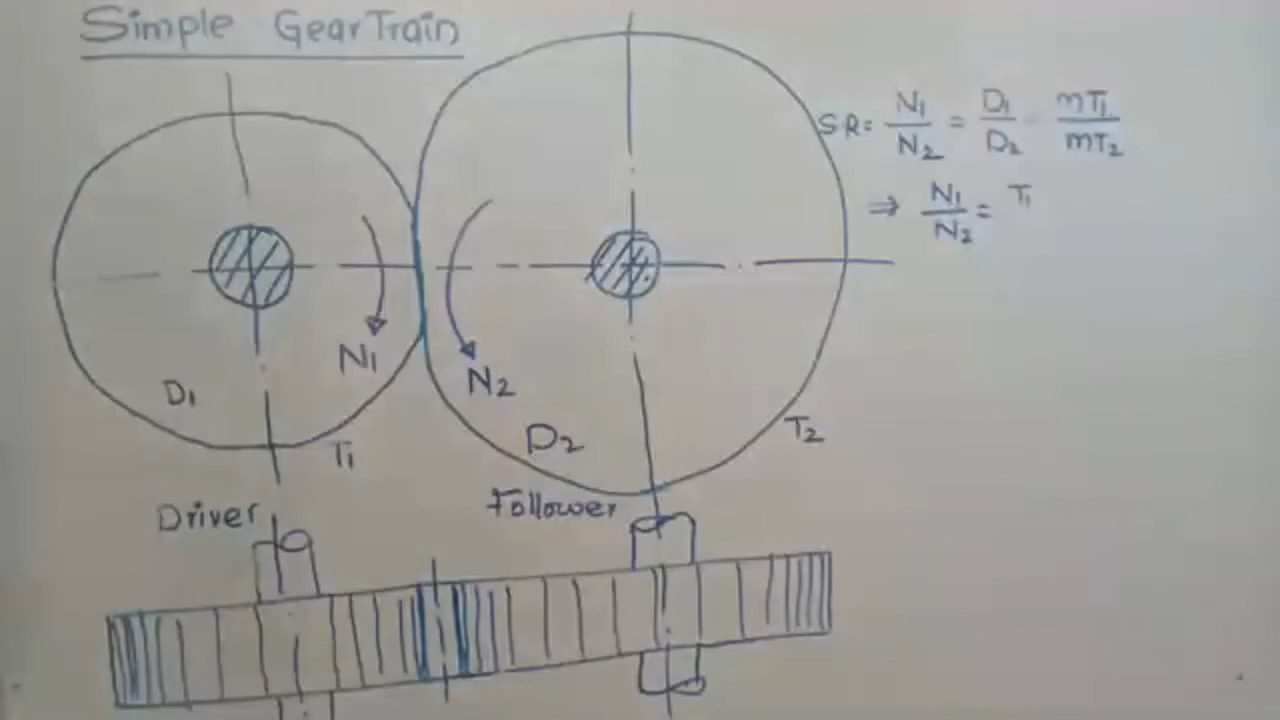 Simple Gear Train
S.R = N1/N2 = D1/D2 mT1/mT2
⇒ N1/N2 = T1
N1
N2
D1
D2
T1
T2
Driver
Follower